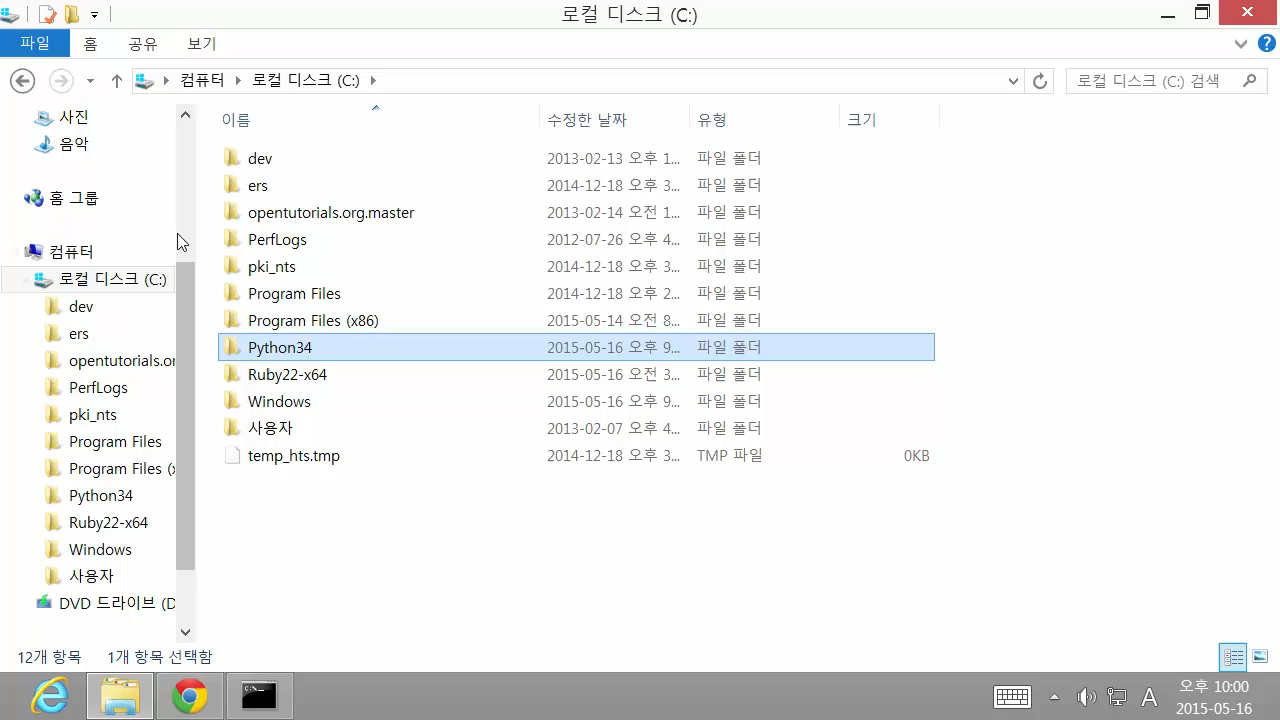 로컬 디스크 (C:)
파일 홈 공유 보기
컴퓨터 로컬 디스크 (C:) 로컬 디스크 (C:) 검색
사진
음악
홈 그룹
컴퓨터
로컬 디스크 (C:)
dev
ers
opentutorials.or
PerfLogs
pki_nts
Program Files
Program Files (x
Python34
Ruby22-x64
Windows
사용자
DVD 드라이브 (D
이름 수정한 날짜 유형 크기
dev 2013-02-13 오후 1... 파일 폴더
ers 2014-12-18 오후 3... 파일 폴더
opentutorials.org.master 2013-02-14 오전 1... 파일 폴더
PerfLogs 2012-07-26 오후 4... 파일 폴더
pki_nts 2014-12-18 오후 3... 파일 폴더
Program Files 2014-12-18 오후 2... 파일 폴더
Program Files (x86) 2015-05-14 오전 8... 파일 폴더
Python34 2015-05-16 오후 9... 파일 폴더
Ruby22-x64 2015-05-16 오전 3... 파일 폴더
Windows 2015-05-16 오후 9... 파일 폴더
사용자 2013-02-07 오후 4... 파일 폴더
temp_hts.tmp 2014-12-18 오후 3... TMP 파일 0KB
12개 항목 1개 항목 선택함
A 오후 10:00
2015-05-16